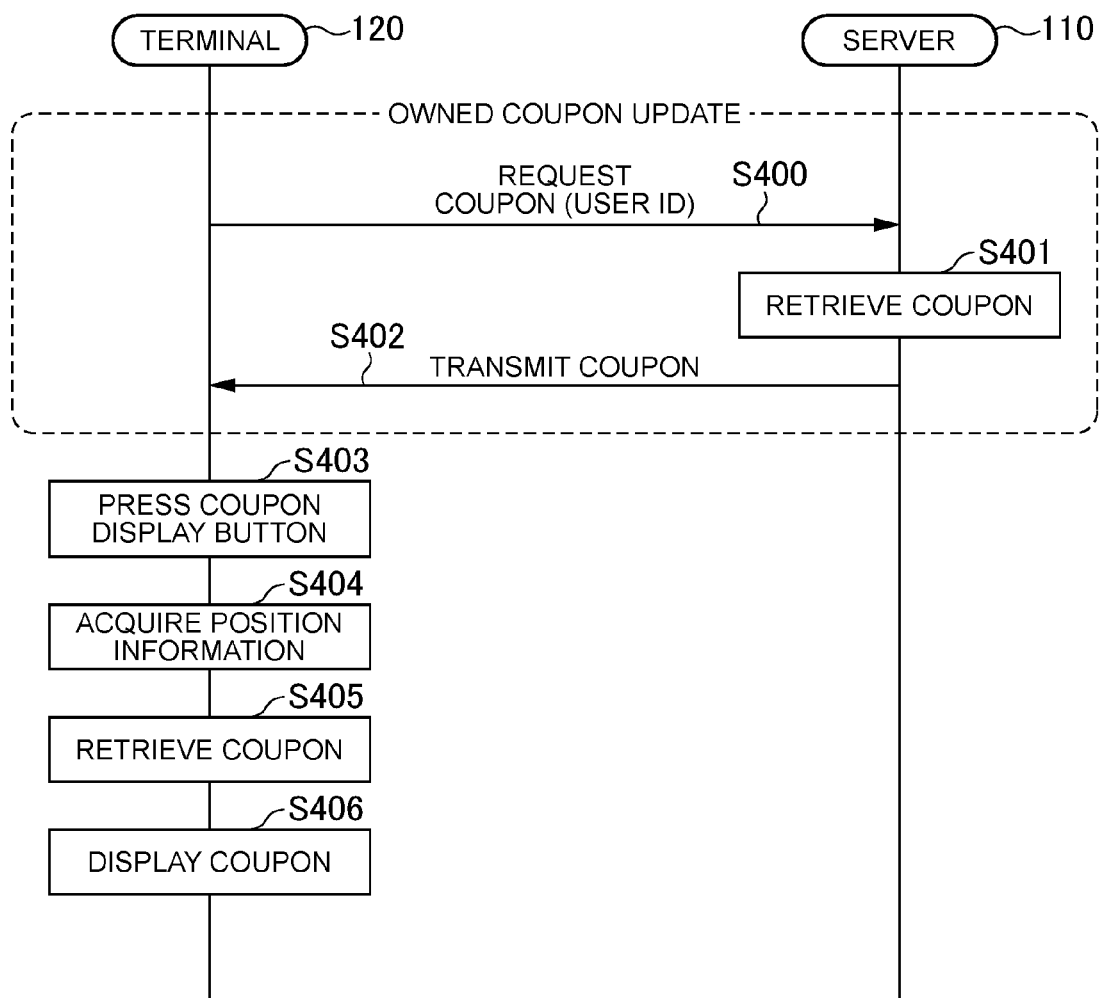 TERMINAL
120
SERVER
110
OWNED COUPON UPDATE
REQUEST
COUPON (USER ID)
S400
S401
RETRIEVE COUPON
S402
TRANSMIT COUPON
S403
PRESS COUPON
DISPLAY BUTTON
S404
ACQUIRE POSITION
INFORMATION
S405
RETRIEVE COUPON
S406
DISPLAY COUPON